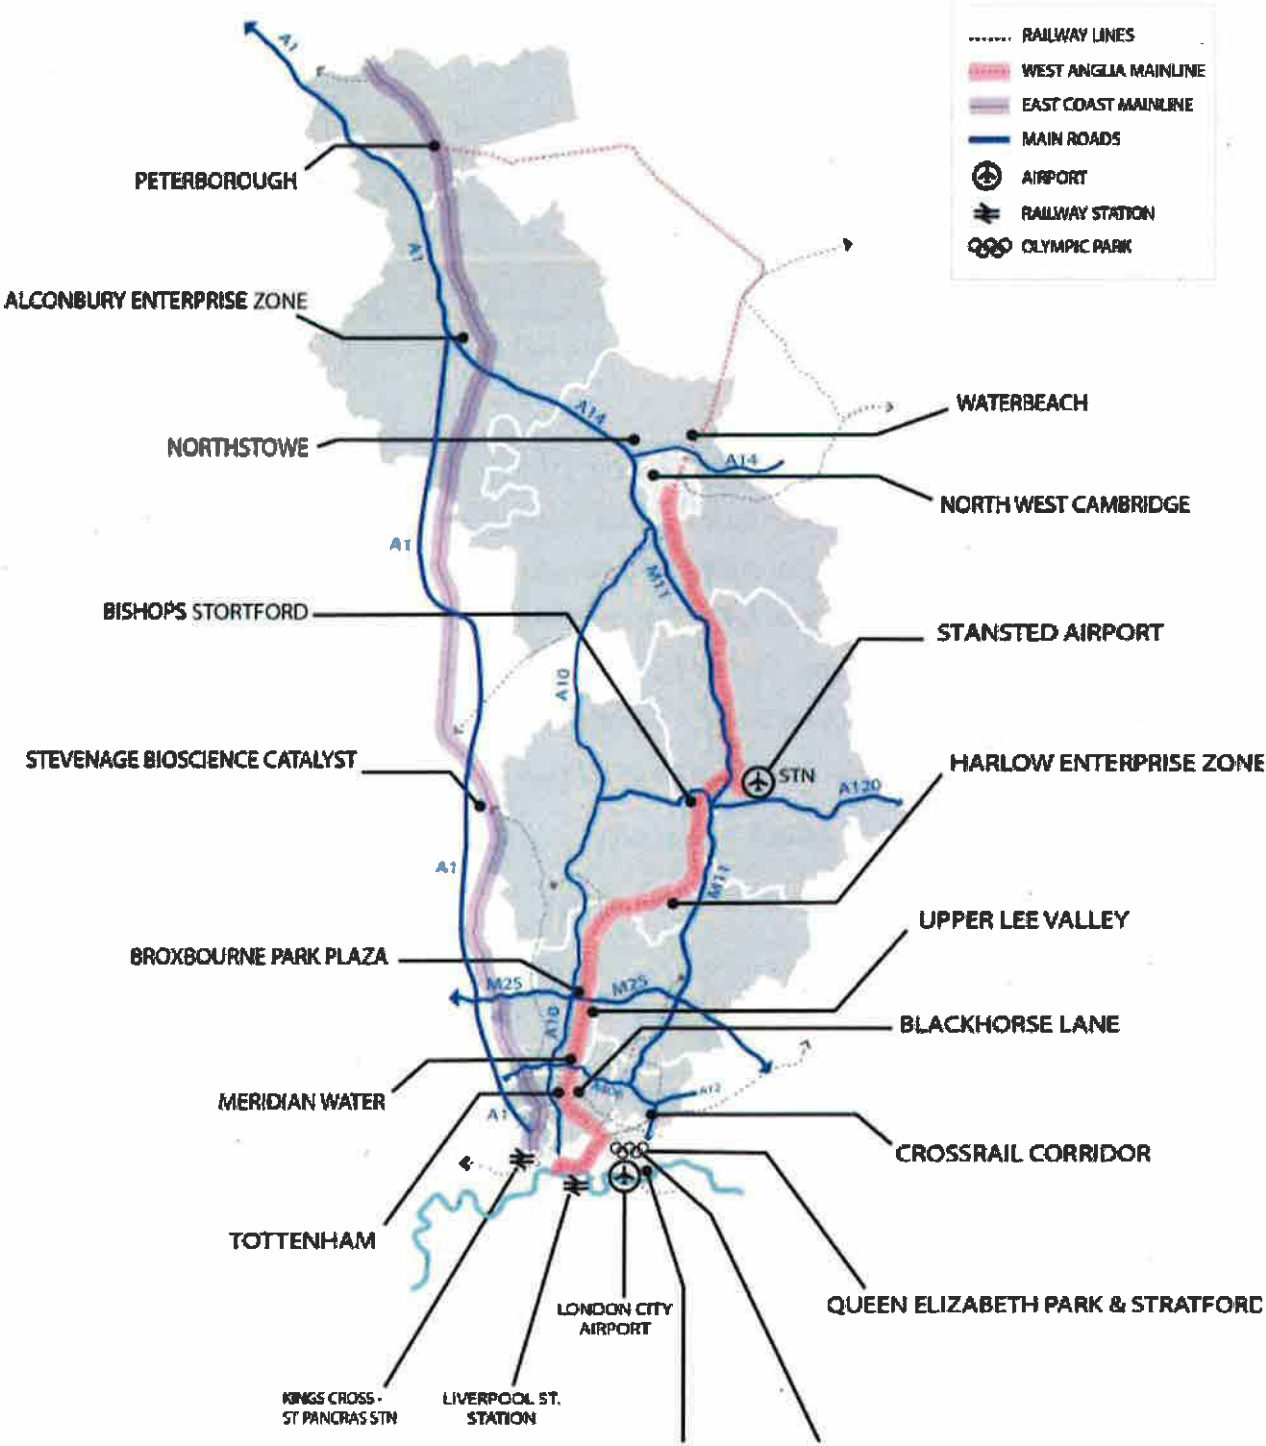 RAILWAY LINES
WEST ANGLIA MAINLINE
EAST COAST MAINLINE
MAIN ROADS
AIRPORT
RAILWAY STATION
OLYMPIC PARK
A1
PETERBOROUGH
A1
ALCONBURY ENTERPRISE ZONE
WATERBEACH
A14
NORTHSTOWE
A14
NORTH WEST CAMBRIDGE
A1
M11
BISHOPS STORTFORD
STANSTED AIRPORT
A10
STEVENAGE BIOSCIENCE CATALYST
HARLOW ENTERPRISE ZONE
STN
A120
A1
M11
UPPER LEE VALLEY
BROXBOURNE PARK PLAZA
M25
M25
A10
BLACKHORSE LANE
MERIDIAN WATER
A406
A12
A1
CROSSRAIL CORRIDOR
TOTTENHAM
QUEEN ELIZABETH PARK & STRATFORD
LONDON CITY
AIRPORT
KINGS CROSS -
ST PANCRAS STN
LIVERPOOL ST.
STATION